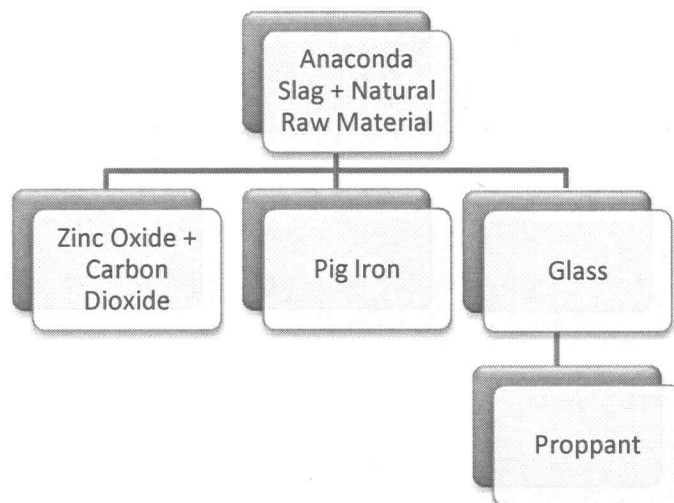 Anaconda
Slag + Natural
Raw Material
Zinc Oxide +
Carbon
Dioxide
Pig Iron
Glass
Proppant